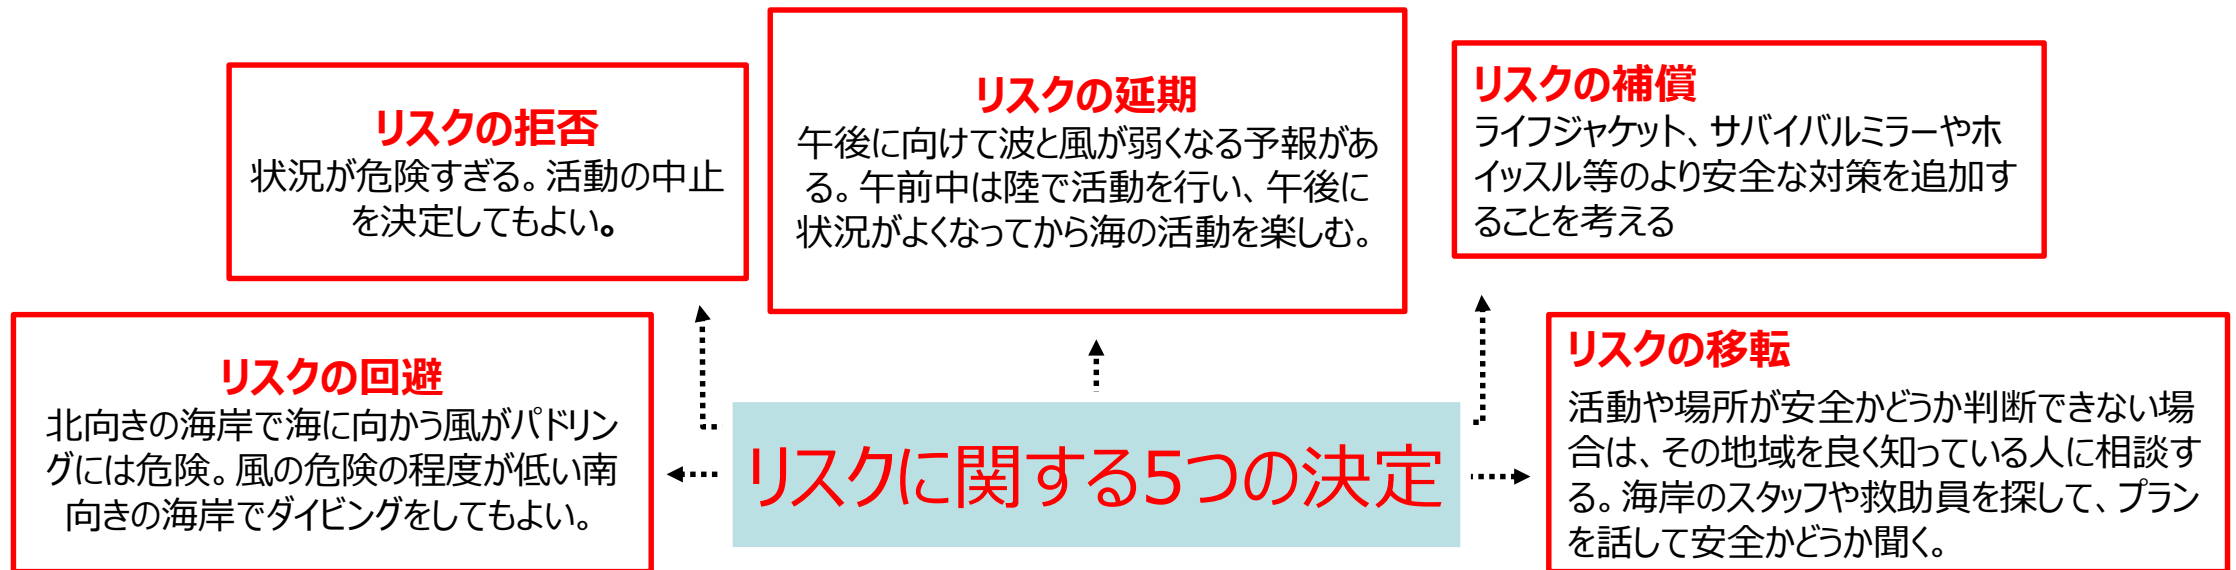 リスクの拒否
状況が危険すぎる。活動の中止
を決定してもよい。
リスクの延期
午後に向けて波と風が弱くなる予報があ
る。午前中は陸で活動を行い、午後に
状況がよくなってから海の活動を楽しむ。
リスクの補償
ライフジャケット、サバイバルミラーやホ
イッスル等のより安全な対策を追加す
ることを考える
リスクの回避
北向きの海岸で海に向かう風がパドリン
グには危険。風の危険の程度が低い南
向きの海岸でダイビングをしてもよい。
リスクに関する5つの決定
リスクの移転
活動や場所が安全かどうか判断できない場
合は、その地域を良く知っている人に相談す
る。海岸のスタッフや救助員を探して、プラン
を話して安全かどうか聞く。